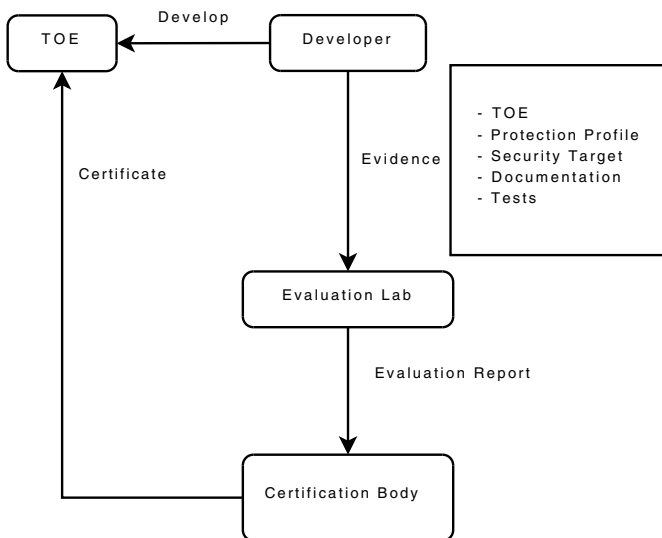 Develop
TOE
Developer
- TOE
- Protection Profile
- Security Target
- Documentation
- Tests
Evidence
Certificate
Evaluation Lab
Evaluation Report
Certification Body